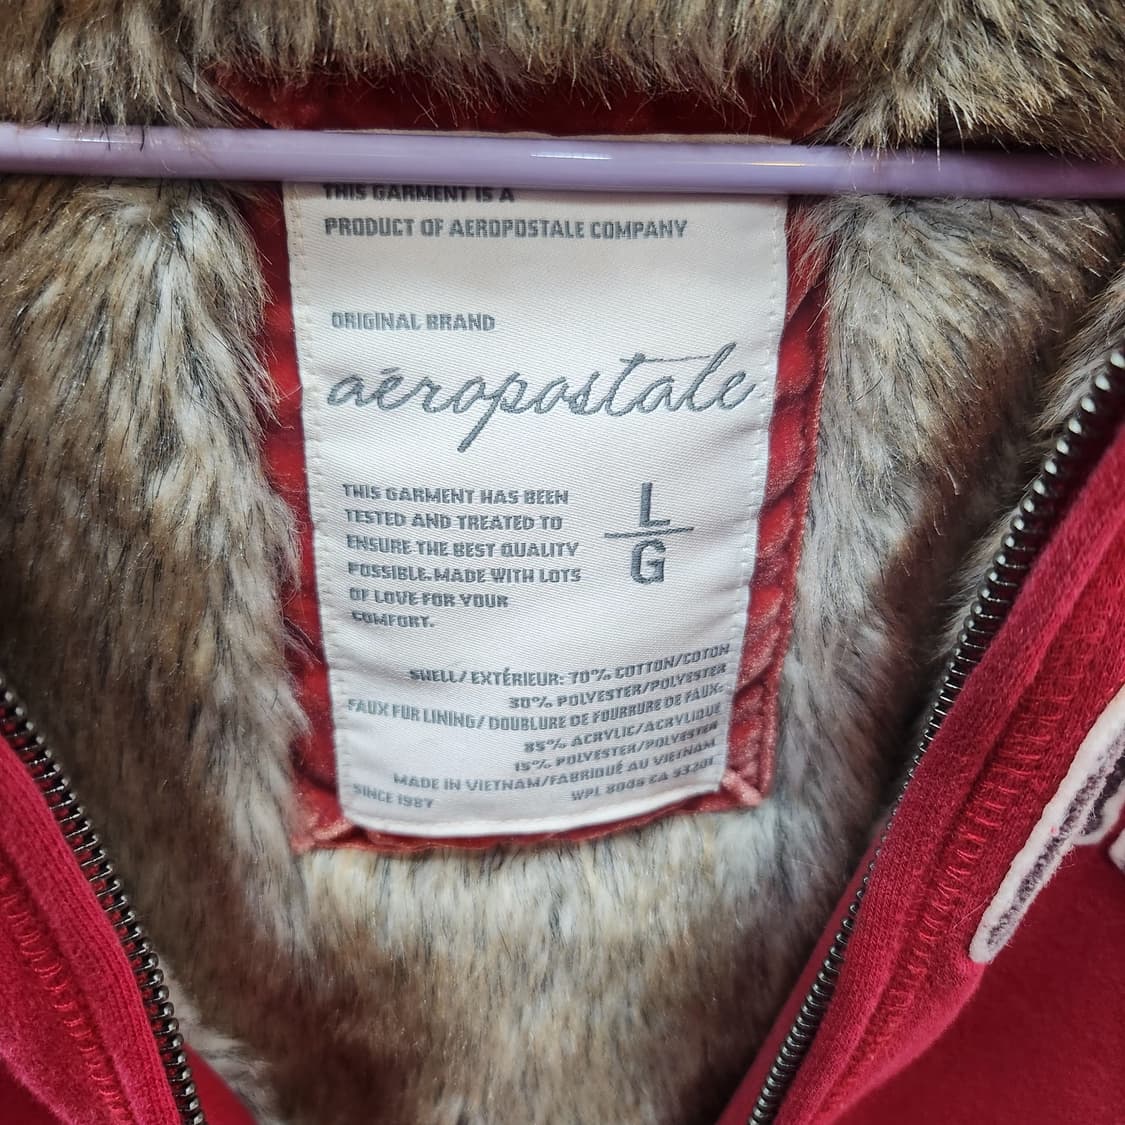 THIS GARMENT IS A
PRODUCT OF AEROPOSTALE COMPANY
ORIGINAL BRAND
aéropostale
THIS GARMENT HAS BEEN
TESTED AND TREATED TO
ENSURE THE BEST QUALITY
POSSIBLE.MADE WITH LOTS
OF LOVE FOR YOUR
COMFORT.
L
G
SHELL/EXTÉRIEUR: 70% COTTON/COTON
30% POLYESTER/POLYESTER
FAUX FUR LINING/DOUBLURE DE FOURRURE DE FAUX:
85% ACRYLIC/ACRYLIQUE
15% POLYESTER/POLYESTER
MADE IN VIETNAM/FABRIQUÉ AU VIETNAM
SINCE 1987
WPL 8045 CA 57201